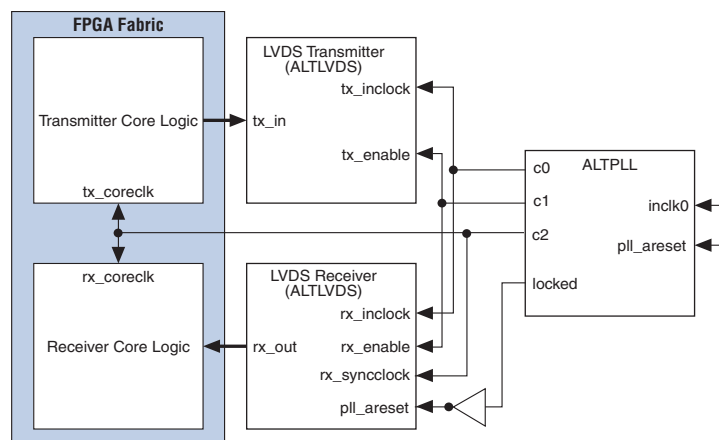 FPGA Fabric
Transmitter Core Logic
tx_coreclk
LVDS Transmitter
(ALTLVDS)
tx_inclock
tx_in
tx_enable
ALTPLL
c0
c1
c2
locked
inclk0
pll_areset
rx_coreclk
Receiver Core Logic
LVDS Receiver
(ALTLVDS)
rx_inclock
rx_out
rx_enable
rx_syncclock
pll_areset